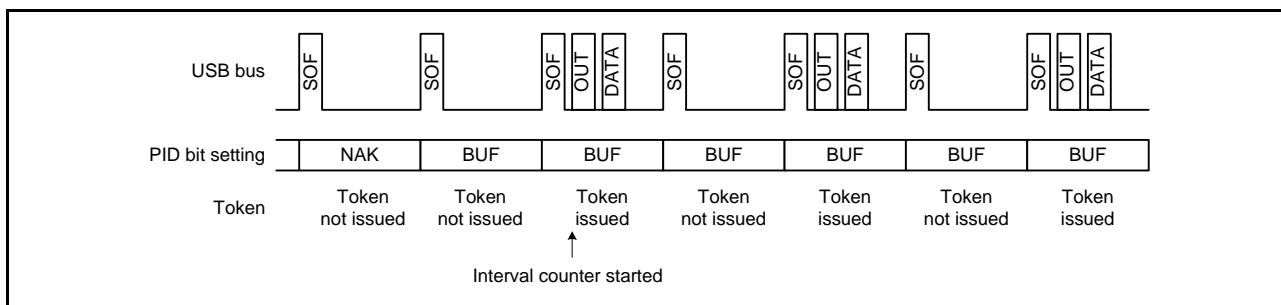 USB bus
SOF
SOF
SOF
OUT
DATA
SOF
SOF
OUT
DATA
SOF
SOF
OUT
DATA
PID bit setting
NAK
BUF
BUF
BUF
BUF
BUF
BUF
Token
Token
not issued
Token
not issued
Token
issued
Token
not issued
Token
issued
Token
not issued
Token
issued
Interval counter started